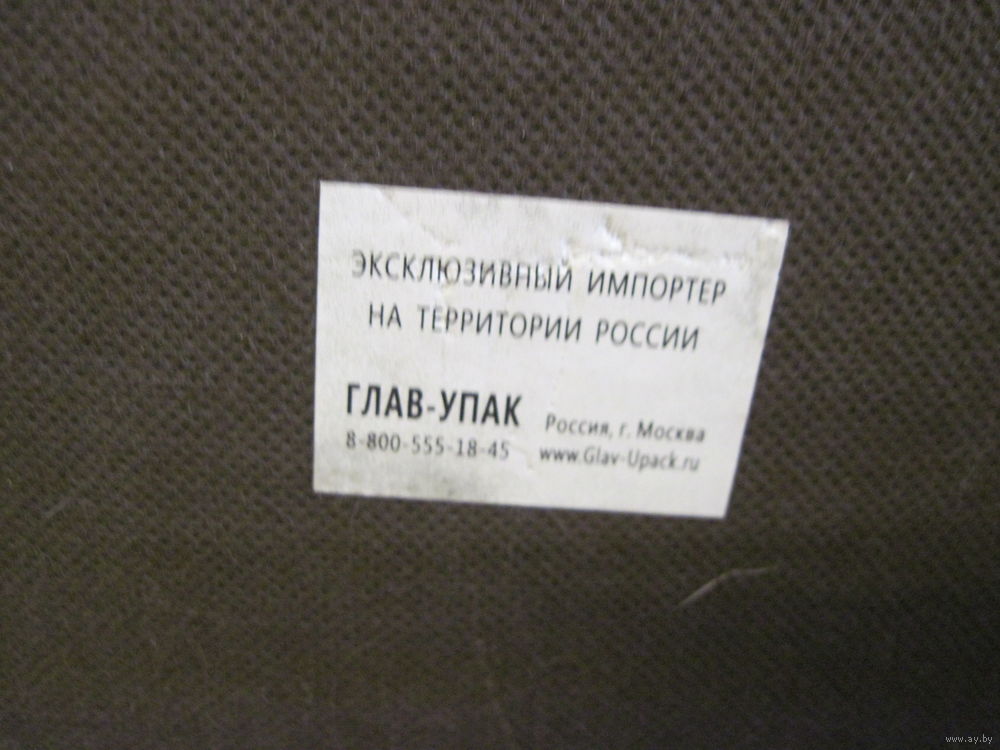 ЭКСКЛЮЗИВНЫЙ ИМПОРТЕР
НА ТЕРРИТОРИИ РОССИИ
ГЛАВ-УПАК
8-800-555-18-45
Россия, г. Москва
www.Glav-Upack.ru
www.ay.by